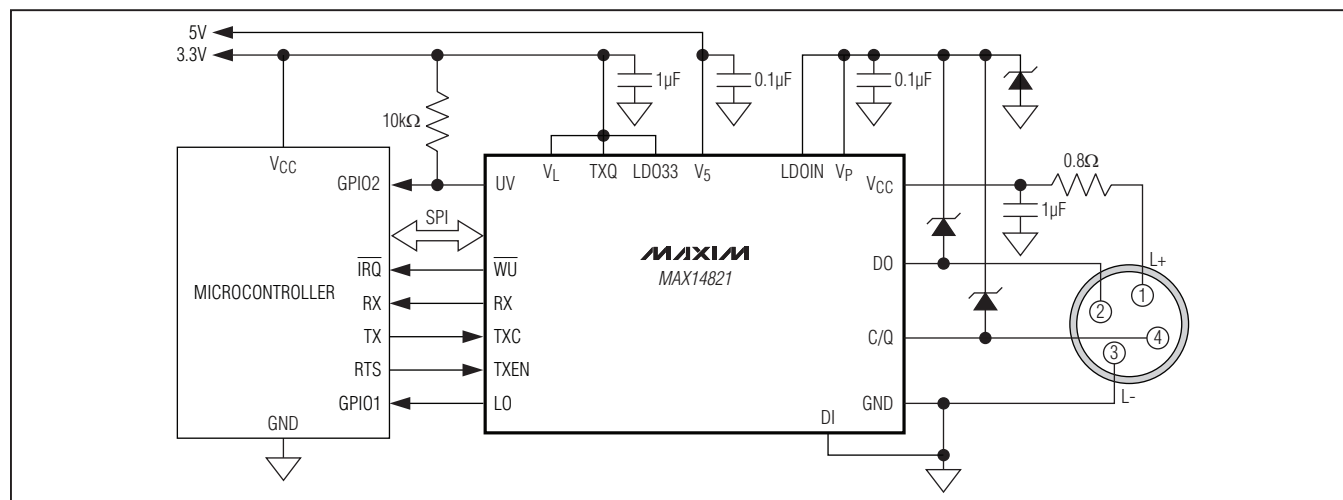 5V
3.3V
1µF
0.1µF
0.1µF
10kΩ
VCC
VL
TXQ
LDO33
V5
LDOIN
VP
0.8Ω
GPIO2
UV
VCC
1µF
SPI
MAXIM
MAX14821
DO
L+
IRQ
WU
MICROCONTROLLER
RX
RX
1
2
TX
TXC
C/Q
4
3
RTS
TXEN
GPIO1
LO
GND
L-
GND
DI